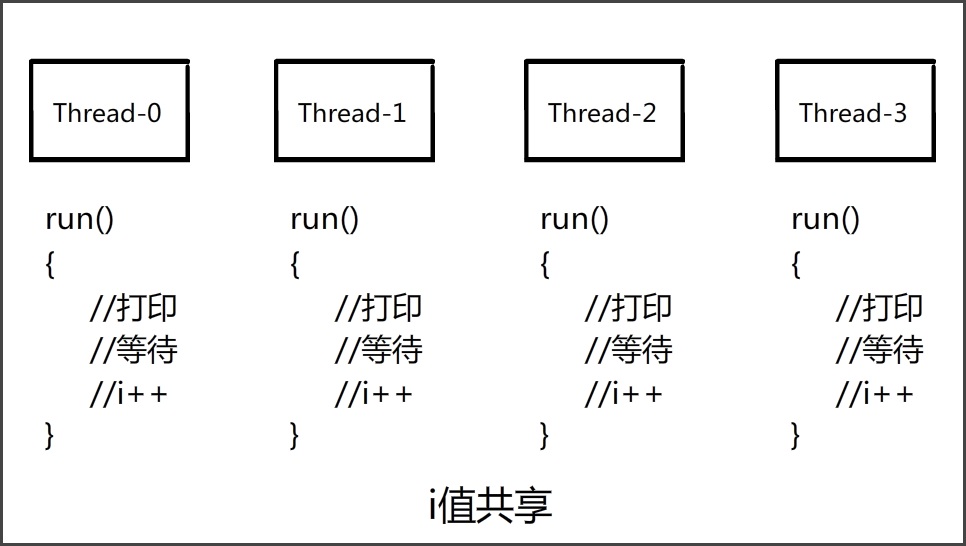 Thread-0
Thread-1
Thread-2
Thread-3
run()
{
//打印
//等待
//i++
}
run()
{
//打印
//等待
//i++
}
run()
{
//打印
//等待
//i++
}
run()
{
//打印
//等待
//i++
}
i值共享